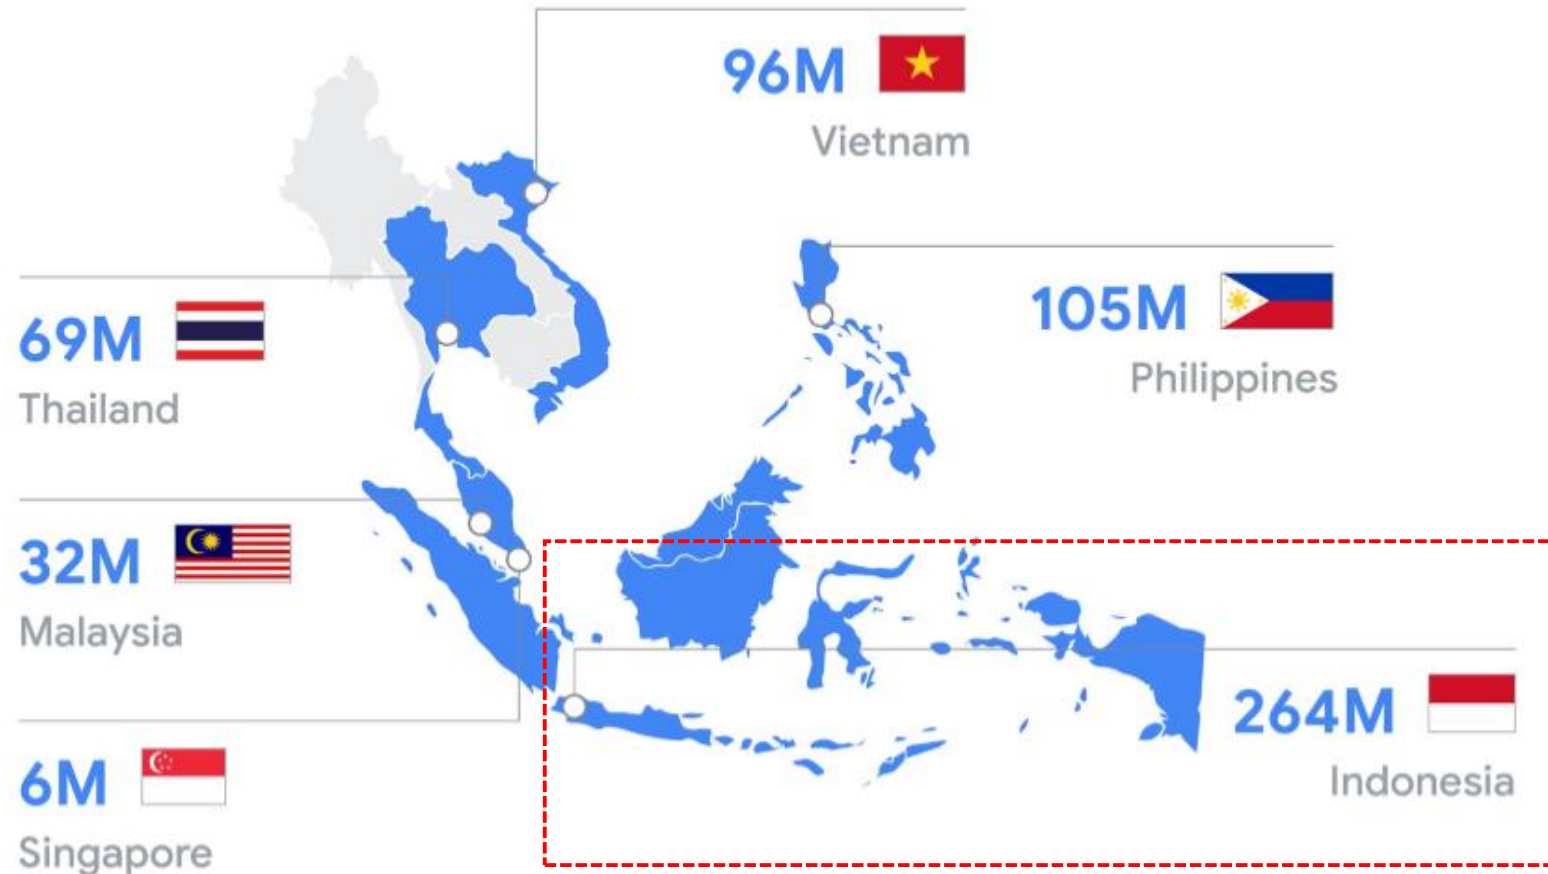 96M
Vietnam
105M
Philippines
69M
Thailand
32M
Malaysia
264M
Indonesia
6M
Singapore